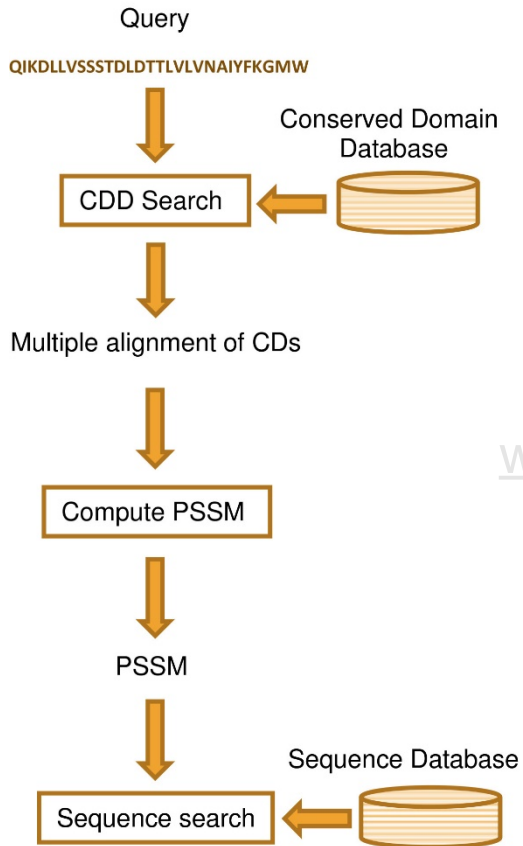 Query
QIKDLLVSSSTDLDTTLVLVNAIYFKGMW
Conserved Domain
Database
CDD Search
Multiple alignment of CDs
Compute PSSM
PSSM
Sequence Database
Sequence search